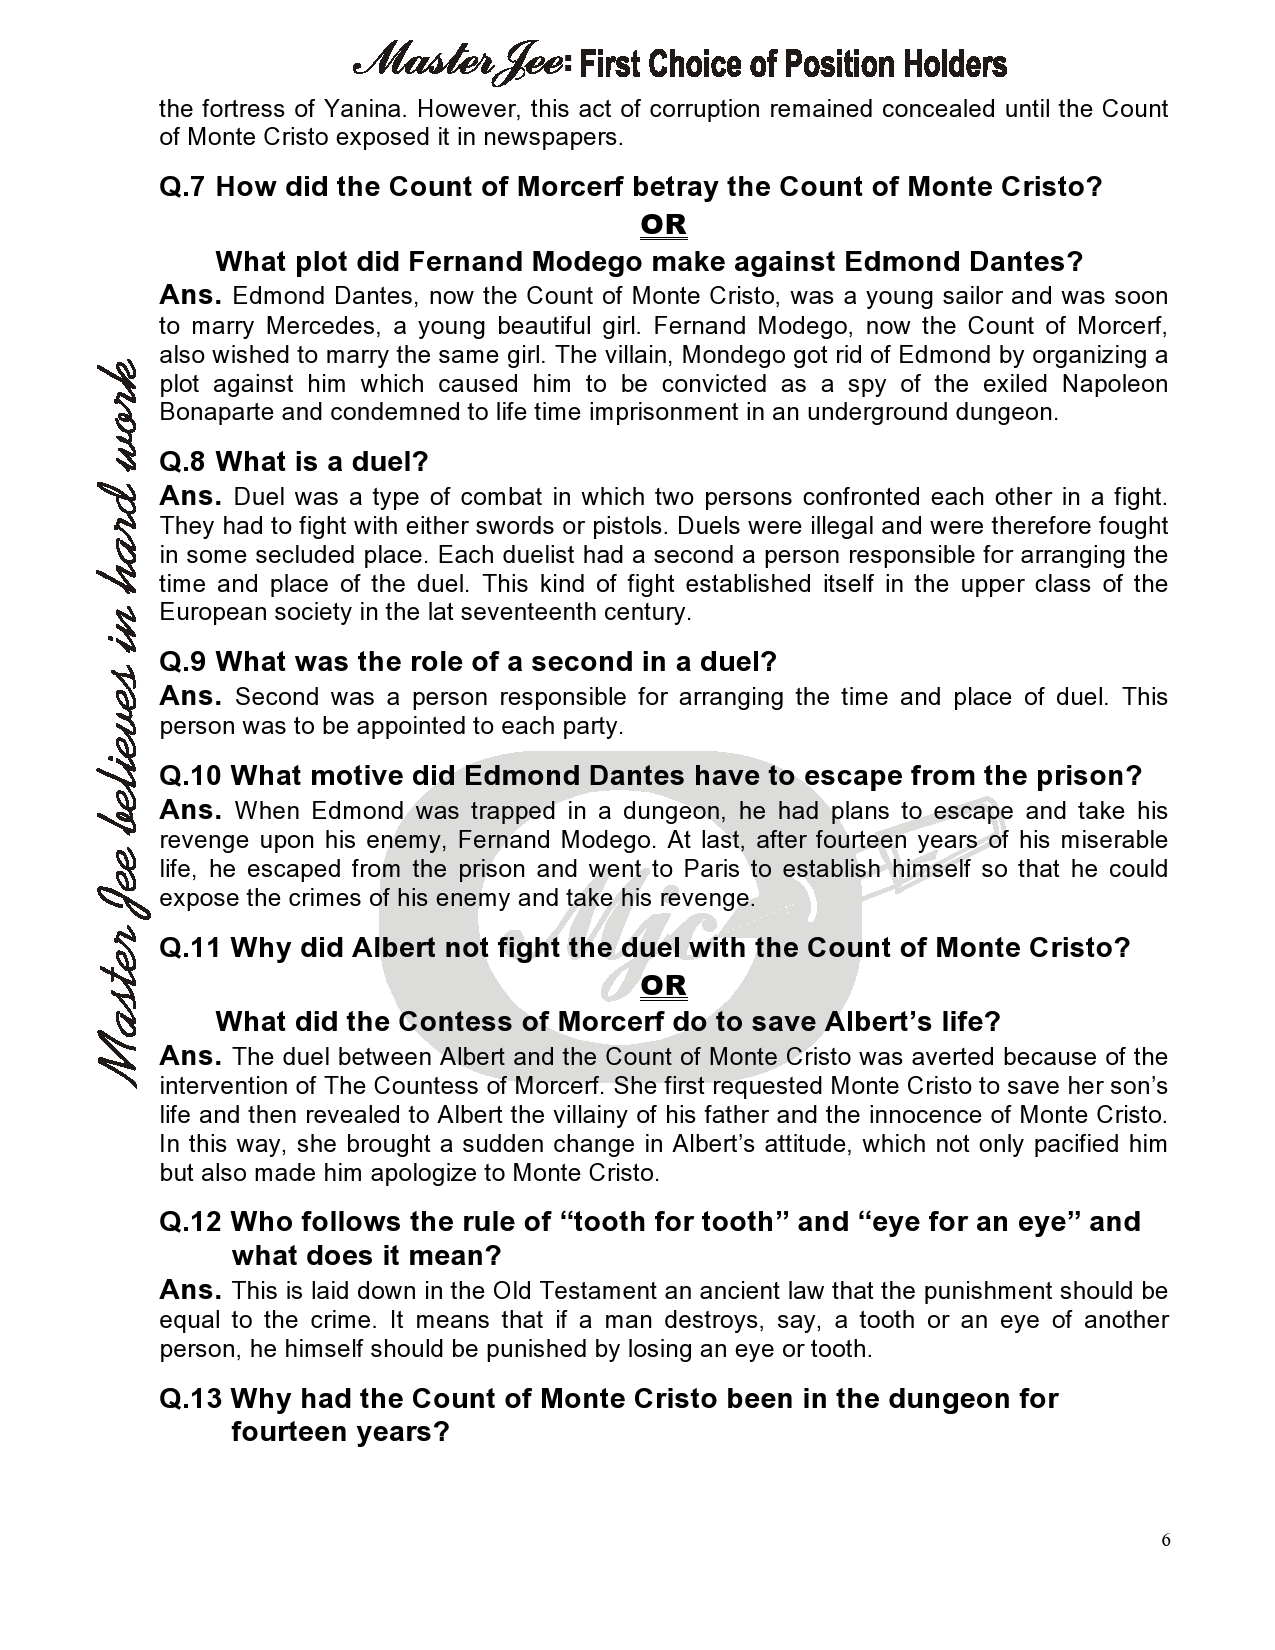 Master Jee: First Choice of Position Holders
the fortress of Yanina. However, this act of corruption remained concealed until the Count
of Monte Cristo exposed it in newspapers.
Q.7 How did the Count of Morcerf betray the Count of Monte Cristo?
OR
What plot did Fernand Modego make against Edmond Dantes?
Ans. Edmond Dantes, now the Count of Monte Cristo, was a young sailor and was soon
to marry Mercedes, a young beautiful girl. Fernand Modego, now the Count of Morcerf,
also wished to marry the same girl. The villain, Mondego got rid of Edmond by organizing a
plot against him which caused him to be convicted as a spy of the exiled Napoleon
Bonaparte and condemned to life time imprisonment in an underground dungeon.
Q.8 What is a duel?
Ans. Duel was a type of combat in which two persons confronted each other in a fight.
They had to fight with either swords or pistols. Duels were illegal and were therefore fought
in some secluded place. Each duelist had a second a person responsible for arranging the
time and place of the duel. This kind of fight established itself in the upper class of the
European society in the lat seventeenth century.
Q.9 What was the role of a second in a duel?
Ans. Second was a person responsible for arranging the time and place of duel. This
person was to be appointed to each party.
Q.10 What motive did Edmond Dantes have to escape from the prison?
Ans. When Edmond was trapped in a dungeon, he had plans to escape and take his
revenge upon his enemy, Fernand Modego. At last, after fourteen years of his miserable
life, he escaped from the prison and went to Paris to establish himself so that he could
expose the crimes of his enemy and take his revenge.
Q.11 Why did Albert not fight the duel with the Count of Monte Cristo?
OR
What did the Contess of Morcerf do to save Albert’s life?
Ans. The duel between Albert and the Count of Monte Cristo was averted because of the
intervention of The Countess of Morcerf. She first requested Monte Cristo to save her son’s
life and then revealed to Albert the villainy of his father and the innocence of Monte Cristo.
In this way, she brought a sudden change in Albert’s attitude, which not only pacified him
but also made him apologize to Monte Cristo.
Q.12 Who follows the rule of “tooth for tooth” and “eye for an eye” and
what does it mean?
Ans. This is laid down in the Old Testament an ancient law that the punishment should be
equal to the crime. It means that if a man destroys, say, a tooth or an eye of another
person, he himself should be punished by losing an eye or tooth.
Q.13 Why had the Count of Monte Cristo been in the dungeon for
fourteen years?
Master Jee believes in hard work
Mjc
6